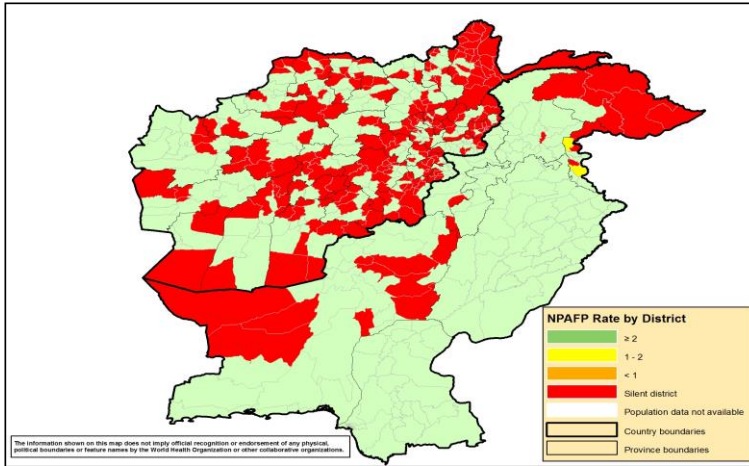 NPAFP Rate by District
≥ 2
1 - 2
< 1
Silent district
Population data not available
Country boundaries
Province boundaries
The information shown on this map does not imply official recognition or endorsement of any physical,
political boundaries or feature names by the World Health Organization or other collaborative organizations.